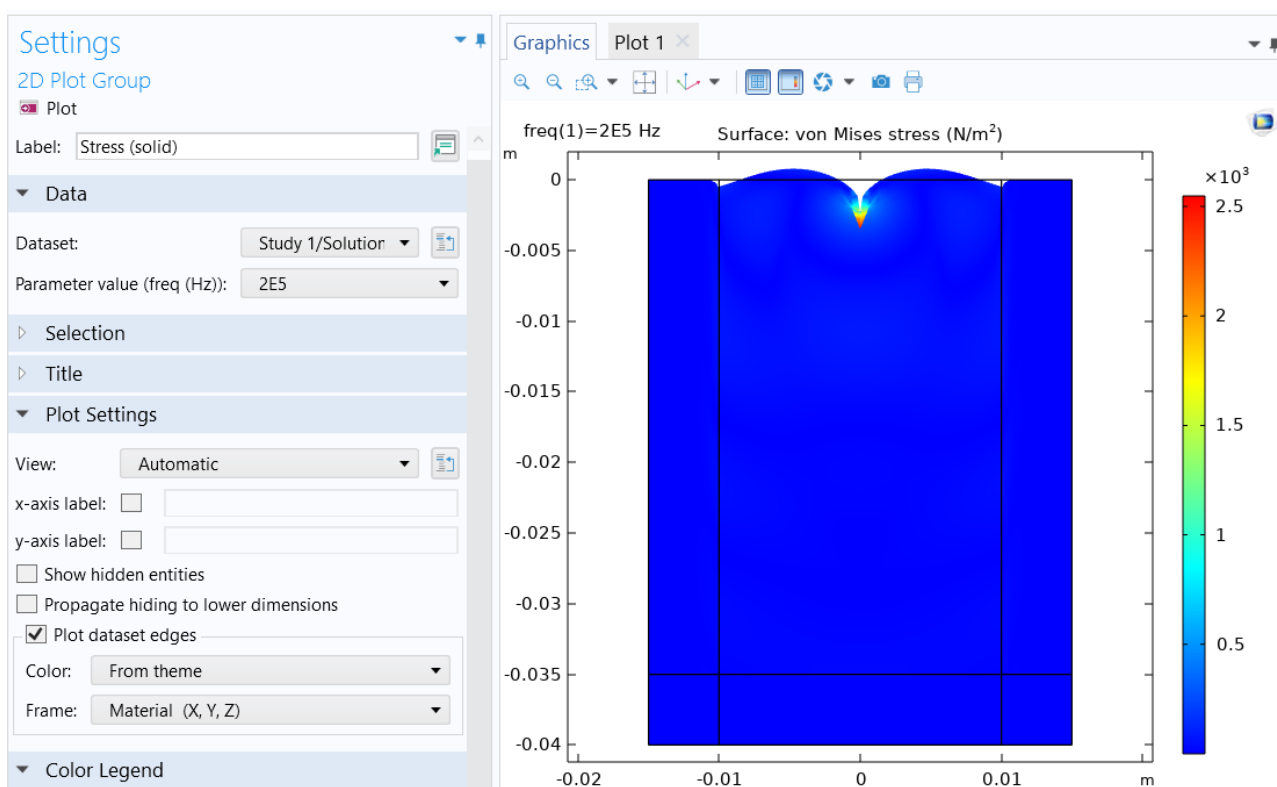 Settings
2D Plot Group
Plot
Label: Stress (solid)
Data
Dataset: Study 1/Solution
Parameter value (freq (Hz)): 2E5
Selection
Title
Plot Settings
View: Automatic
x-axis label:
y-axis label:
Show hidden entities
Propagate hiding to lower dimensions
Plot dataset edges
Color: From theme
Frame: Material (X, Y, Z)
Color Legend
Graphics Plot 1
freq(1)=2E5 Hz Surface: von Mises stress (N/m²)
m
0
-0.005
-0.01
-0.015
-0.02
-0.025
-0.03
-0.035
-0.04
-0.02 -0.01 0 0.01 m
×10³
2.5
2
1.5
1
0.5